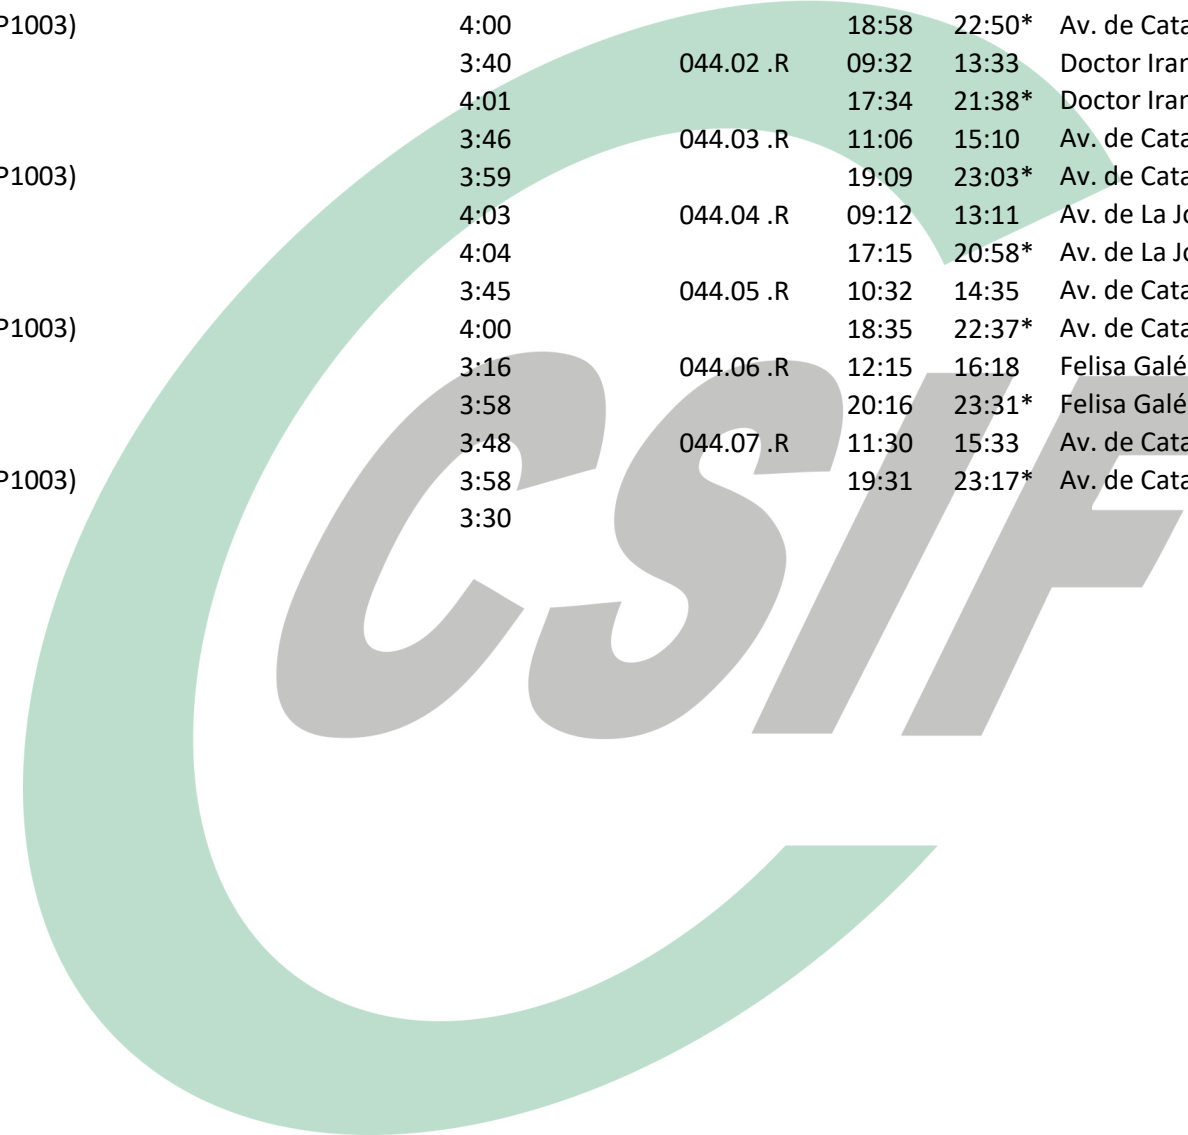 P1003) 4:00 18:58 22:50* Av. de Cata
3:40 044.02 .R 09:32 13:33 Doctor Iran
4:01 17:34 21:38* Doctor Iran
3:46 044.03 .R 11:06 15:10 Av. de Cata
P1003) 3:59 19:09 23:03* Av. de Cata
4:03 044.04 .R 09:12 13:11 Av. de La Jo
4:04 17:15 20:58* Av. de La Jo
3:45 044.05 .R 10:32 14:35 Av. de Cata
P1003) 4:00 18:35 22:37* Av. de Cata
3:16 044.06 .R 12:15 16:18 Felisa Galé
3:58 20:16 23:31* Felisa Galé
3:48 044.07 .R 11:30 15:33 Av. de Cata
P1003) 3:58 19:31 23:17* Av. de Cata
3:30
CSIF